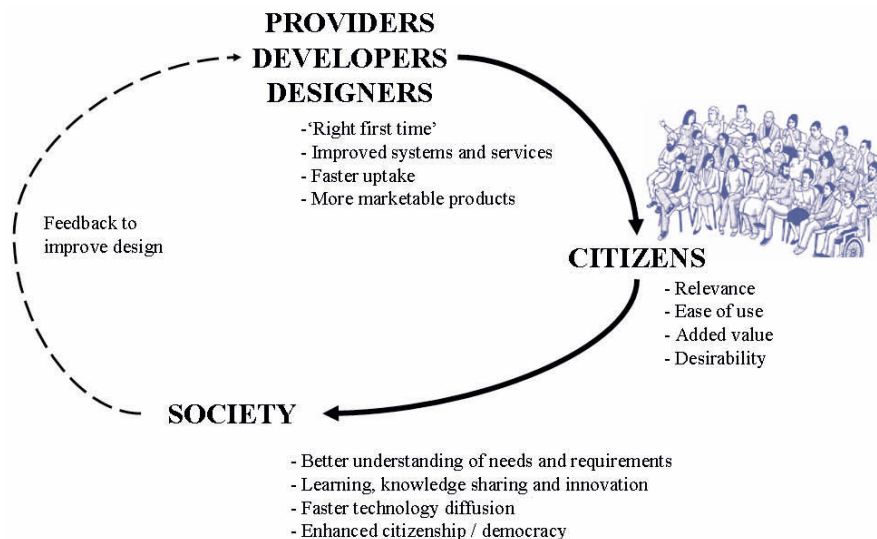 PROVIDERS
DEVELOPERS
DESIGNERS
-‘Right first time’
- Improved systems and services
- Faster uptake
- More marketable products
Feedback to
improve design
CITIZENS
- Relevance
- Ease of use
- Added value
- Desirability
SOCIETY
- Better understanding of needs and requirements
- Learning, knowledge sharing and innovation
- Faster technology diffusion
- Enhanced citizenship / democracy